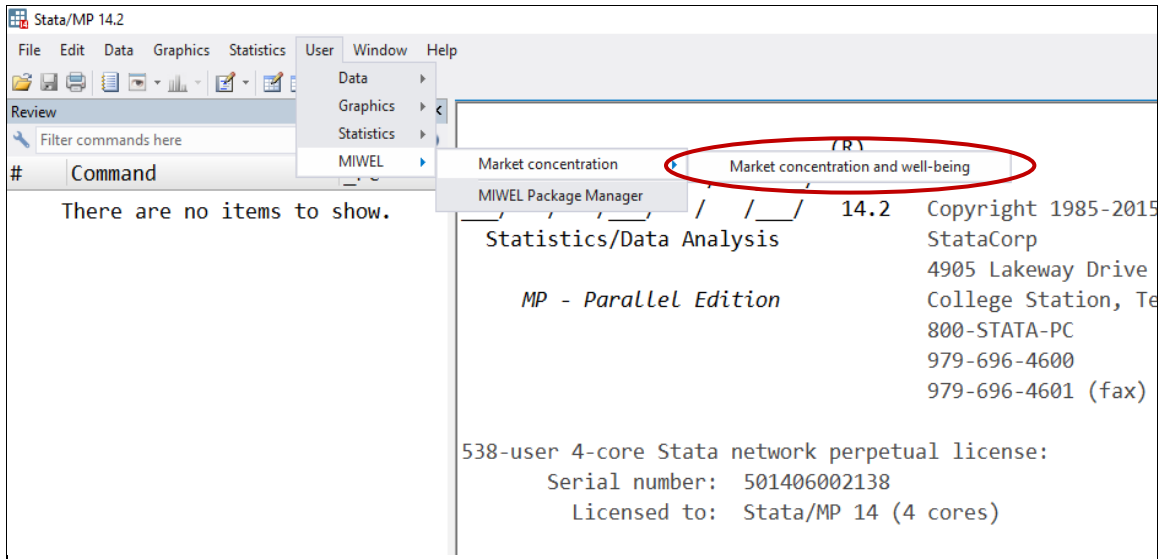 Stata/MP 14.2
File Edit Data Graphics Statistics User Window Help
Data
Review
Graphics
Filter commands here
Statistics
(R)
# Command
MIWEL
Market concentration
Market concentration and well-being
MIWEL Package Manager
There are no items to show.
___/ / /___/ / /___/ 14.2 Copyright 1985-2015
Statistics/Data Analysis StataCorp
4905 Lakeway Drive
MP - Parallel Edition College Station, Te
800-STATA-PC
979-696-4600
979-696-4601 (fax)
538-user 4-core Stata network perpetual license:
Serial number: 501406002138
Licensed to: Stata/MP 14 (4 cores)